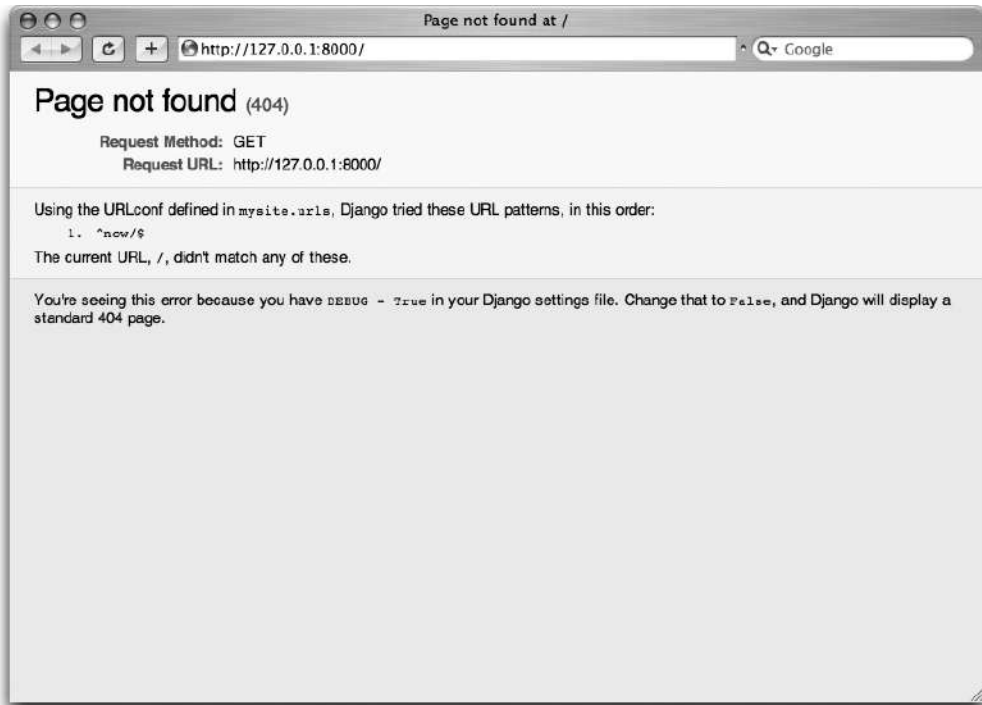 Page not found at /
http://127.0.0.1:8000/
Google
Page not found (404)
Request Method: GET
Request URL: http://127.0.0.1:8000/
Using the URLconf defined in mysite.urls, Django tried these URL patterns, in this order:
1. ^now/$
The current URL, /, didn't match any of these.
You're seeing this error because you have DEBUG = True in your Django settings file. Change that to False, and Django will display a
standard 404 page.